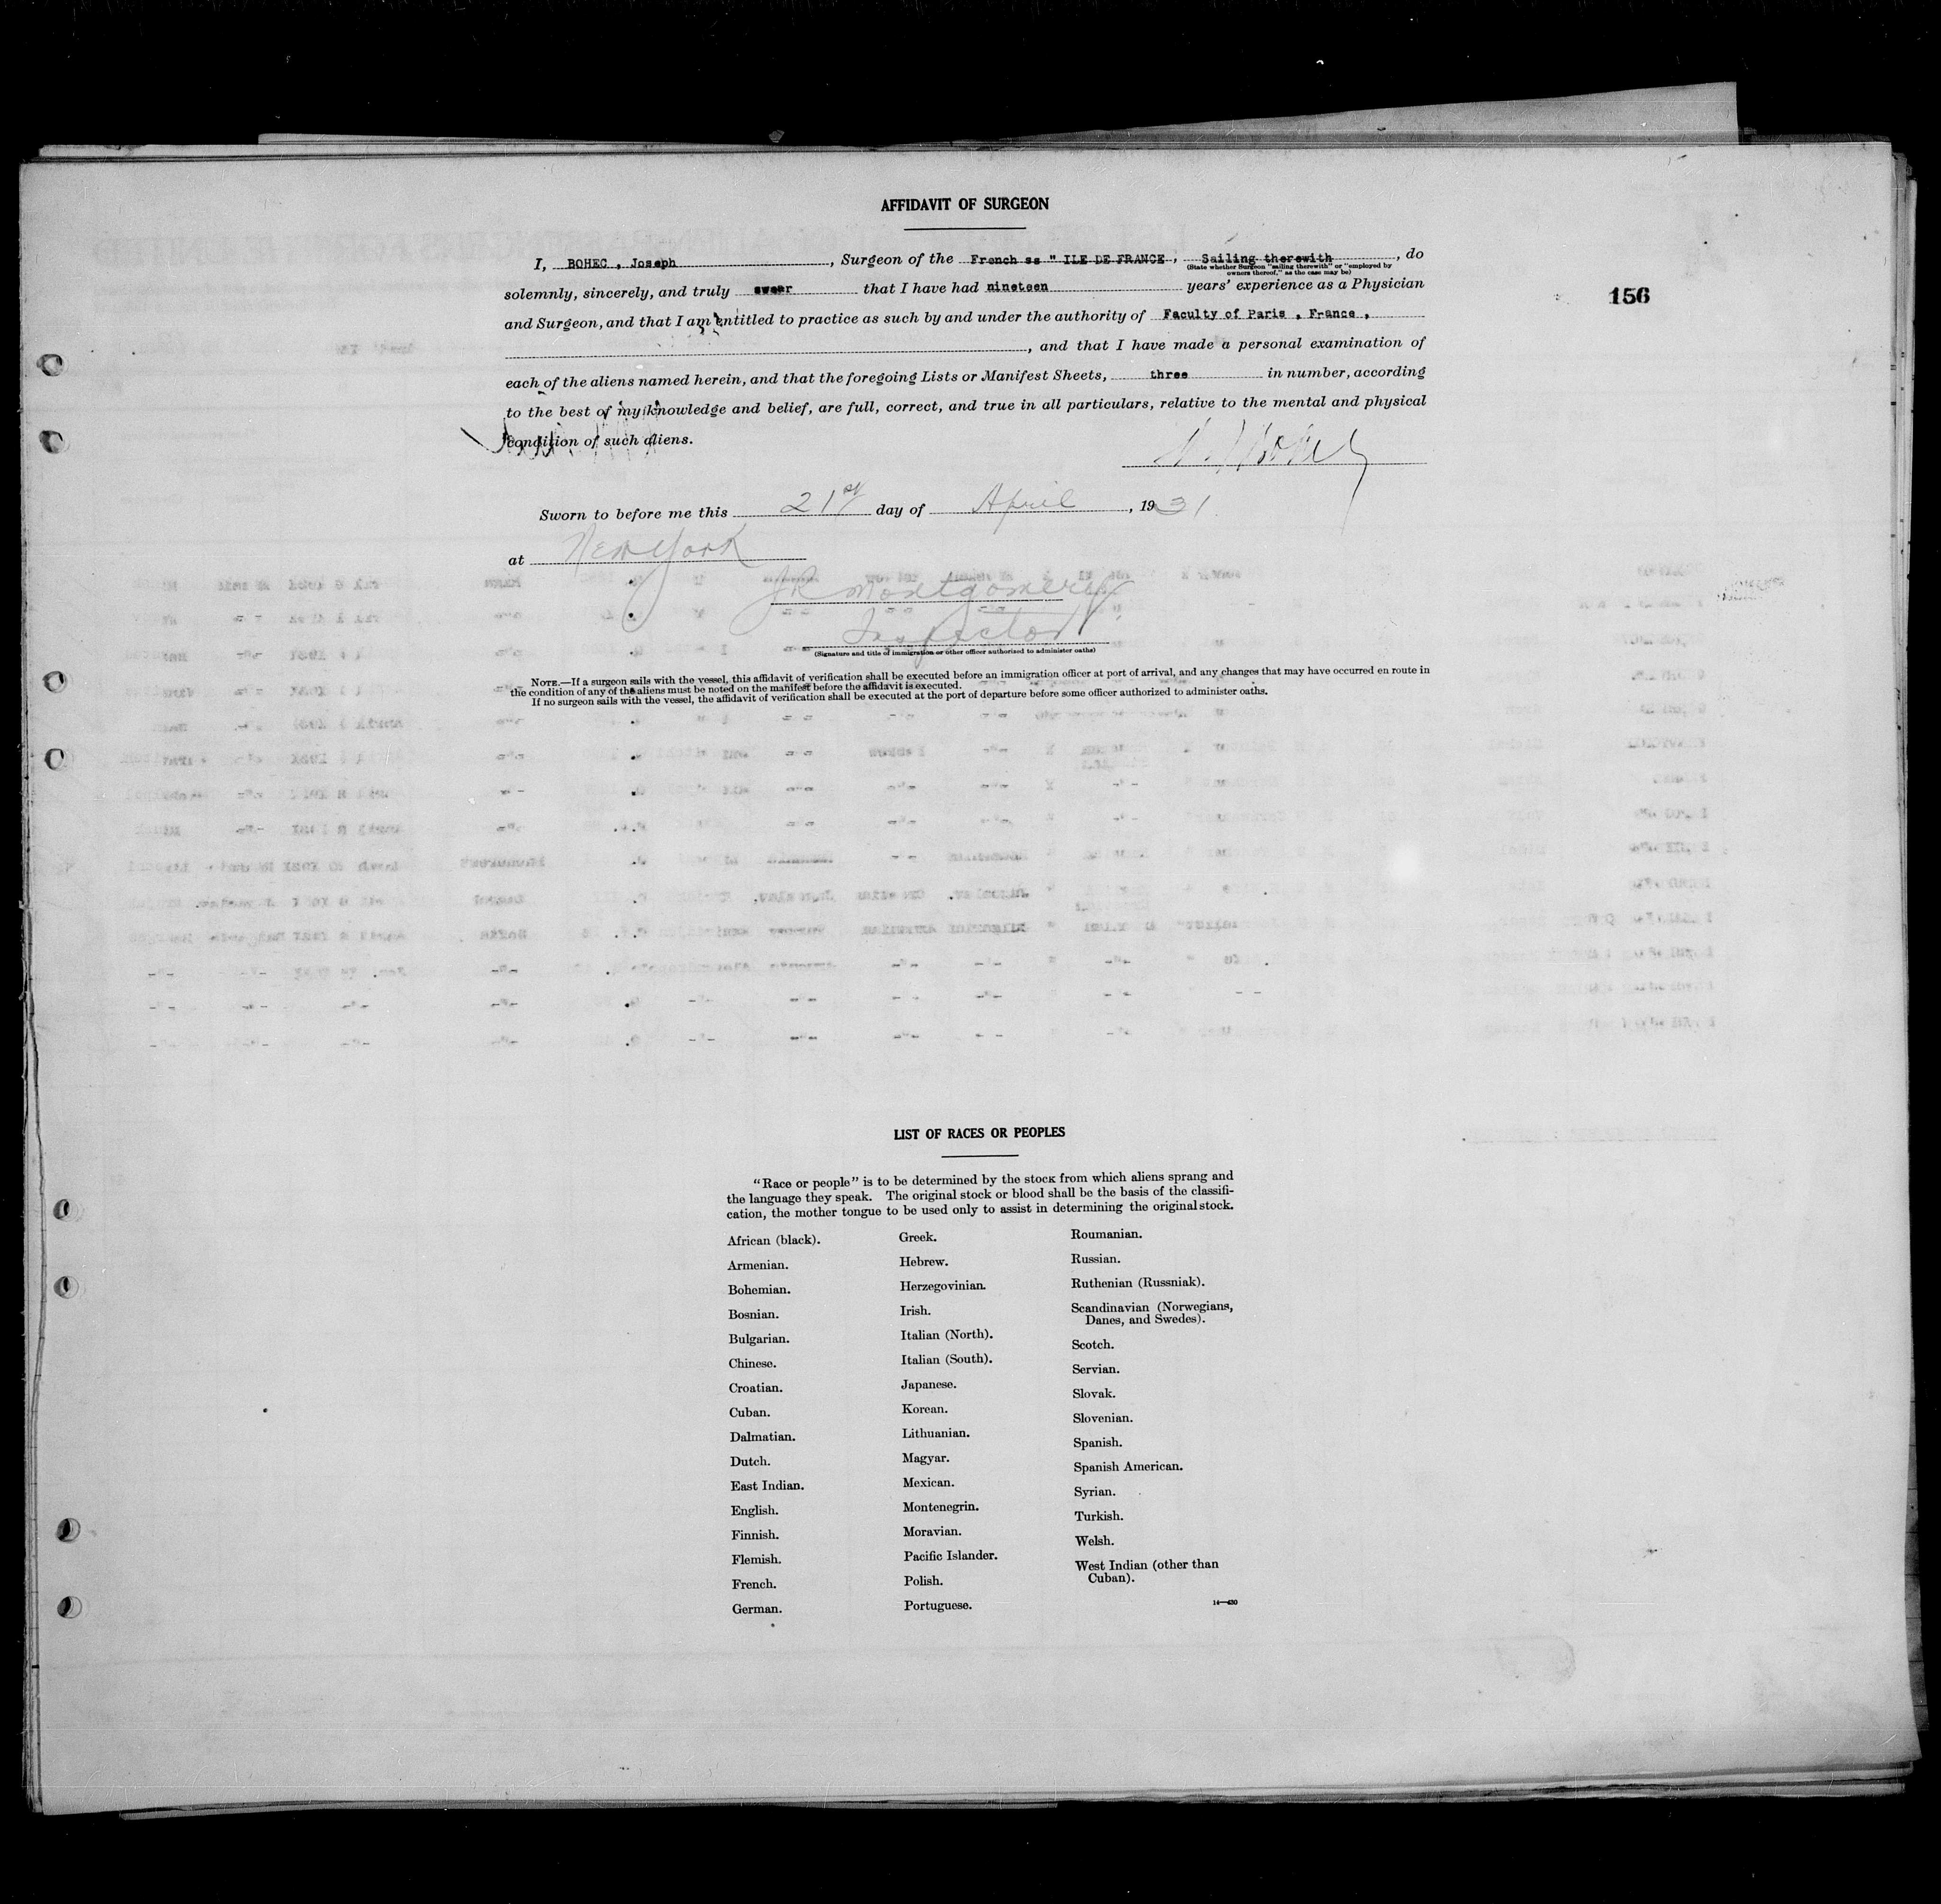 AFFIDAVIT OF SURGEON
I, BOHEC , Joseph , Surgeon of the French ss " ILE DE FRANCE , Sailing therewith , do
(State whether Surgeon "sailing therewith" or "employed by
owners thereof," as the case may be)
solemnly, sincerely, and truly swear that I have had nineteen years' experience as a Physician
156
and Surgeon, and that I am entitled to practice as such by and under the authority of Faculty of Paris , France ,
, and that I have made a personal examination of
each of the aliens named herein, and that the foregoing Lists or Manifest Sheets, three in number, according
to the best of my knowledge and belief, are full, correct, and true in all particulars, relative to the mental and physical
condition of such aliens.
Sworn to before me this 21st day of April , 1931
at New York
JR Montgomery
Inspector
(Signature and title of immigration or other officer authorized to administer oaths)
NOTE.—If a surgeon sails with the vessel, this affidavit of verification shall be executed before an immigration officer at port of arrival, and any changes that may have occurred en route in
the condition of any of the aliens must be noted on the manifest before the affidavit is executed.
If no surgeon sails with the vessel, the affidavit of verification shall be executed at the port of departure before some officer authorized to administer oaths.
LIST OF RACES OR PEOPLES
"Race or people" is to be determined by the stock from which aliens sprang and
the language they speak. The original stock or blood shall be the basis of the classifi-
cation, the mother tongue to be used only to assist in determining the original stock.
African (black).
Armenian.
Bohemian.
Bosnian.
Bulgarian.
Chinese.
Croatian.
Cuban.
Dalmatian.
Dutch.
East Indian.
English.
Finnish.
Flemish.
French.
German.
Greek.
Hebrew.
Herzegovinian.
Irish.
Italian (North).
Italian (South).
Japanese.
Korean.
Lithuanian.
Magyar.
Mexican.
Montenegrin.
Moravian.
Pacific Islander.
Polish.
Portuguese.
Roumanian.
Russian.
Ruthenian (Russniak).
Scandinavian (Norwegians,
Danes, and Swedes).
Scotch.
Servian.
Slovak.
Slovenian.
Spanish.
Spanish American.
Syrian.
Turkish.
Welsh.
West Indian (other than
Cuban).
14—430